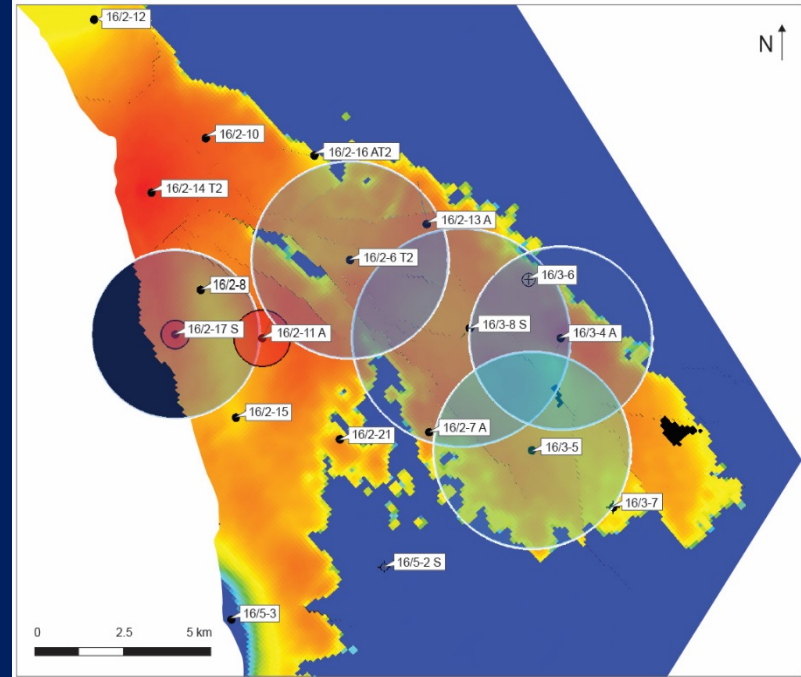 16/2-12
N
16/2-10
16/2-16 AT2
16/2-14 T2
16/2-13 A
16/2-6 T2
16/3-6
16/2-8
16/2-17 S
16/2-11 A
16/3-8 S
16/3-4 A
16/2-15
16/2-21
16/2-7 A
16/3-5
16/3-7
16/5-2 S
16/5-3
0 2.5 5 km